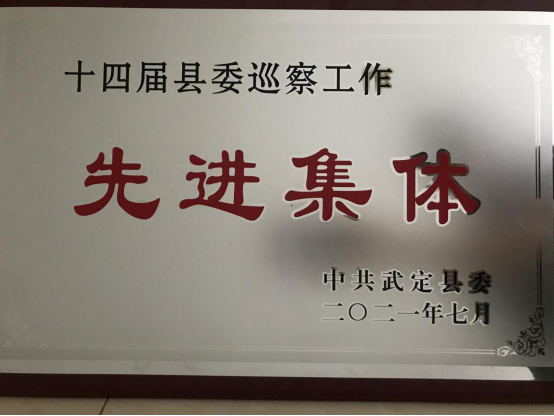 十四届县委巡察工作
先进集体
中共武定县委
二〇二一年七月